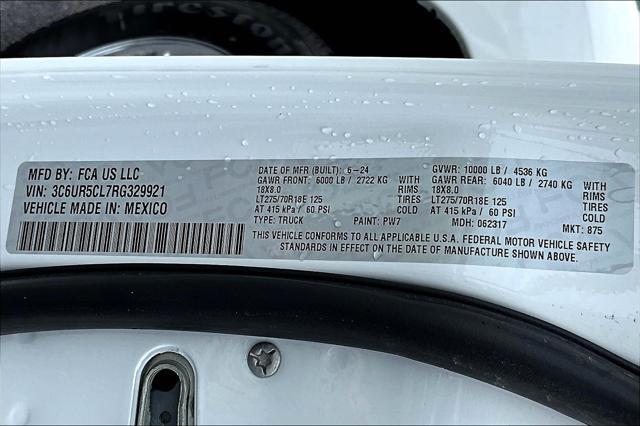 Firestone
MFD BY: FCA US LLC
VIN: 3C6UR5CL7RG329921
VEHICLE MADE IN: MEXICO
DATE OF MFR (BUILT): 6-24
GAWR FRONT: 6000 LB / 2722 KG WITH
18X8.0 RIMS
LT275/70R18E 125 TIRES
AT 415 kPa / 60 PSI COLD
TYPE: TRUCK PAINT: PW7
GVWR: 10000 LB / 4536 KG
GAWR REAR: 6040 LB / 2740 KG WITH
18X8.0 RIMS
LT275/70R18E 125 TIRES
AT 415 kPa / 60 PSI COLD
MDH: 062317 MKT: 875
THIS VEHICLE CONFORMS TO ALL APPLICABLE U.S.A. FEDERAL MOTOR VEHICLE SAFETY
STANDARDS IN EFFECT ON THE DATE OF MANUFACTURE SHOWN ABOVE.